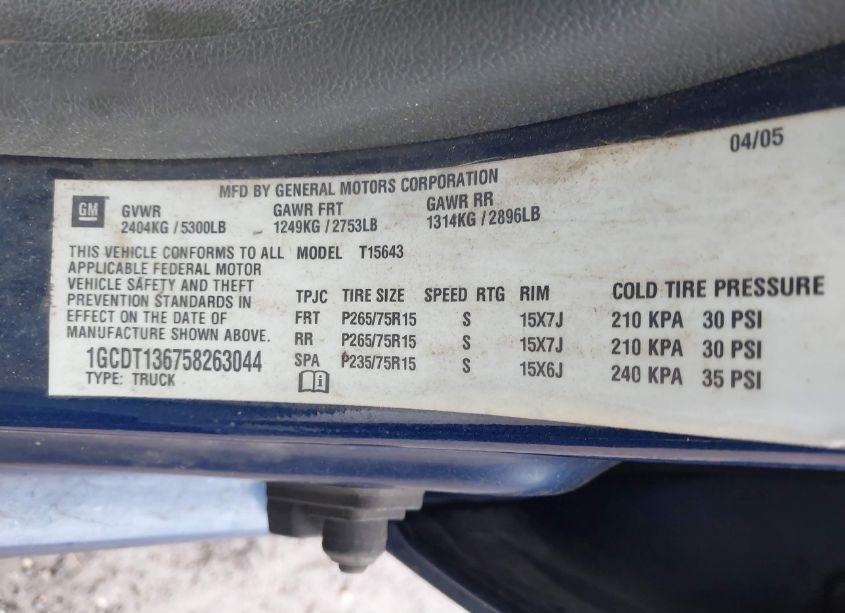 04/05
MFD BY GENERAL MOTORS CORPORATION
GM GVWR GAWR FRT GAWR RR
2404KG / 5300LB 1249KG / 2753LB 1314KG / 2896LB
THIS VEHICLE CONFORMS TO ALL MODEL T15643
APPLICABLE FEDERAL MOTOR
VEHICLE SAFETY AND THEFT
PREVENTION STANDARDS IN
EFFECT ON THE DATE OF
MANUFACTURE SHOWN ABOVE.
1GCDT136758263044
TYPE: TRUCK
TPJC TIRE SIZE SPEED RTG RIM COLD TIRE PRESSURE
FRT P265/75R15 S 15X7J 210 KPA 30 PSI
RR P265/75R15 S 15X7J 210 KPA 30 PSI
SPA P235/75R15 S 15X6J 240 KPA 35 PSI